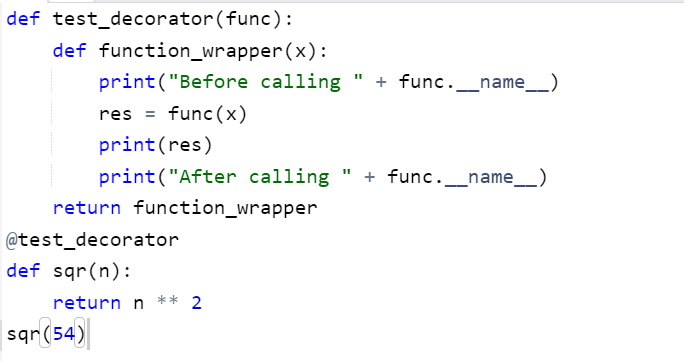 def test_decorator(func):
    def function_wrapper(x):
        print("Before calling " + func.__name__)
        res = func(x)
        print(res)
        print("After calling " + func.__name__)
    return function_wrapper
@test_decorator
def sqr(n):
    return n ** 2
sqr(54)